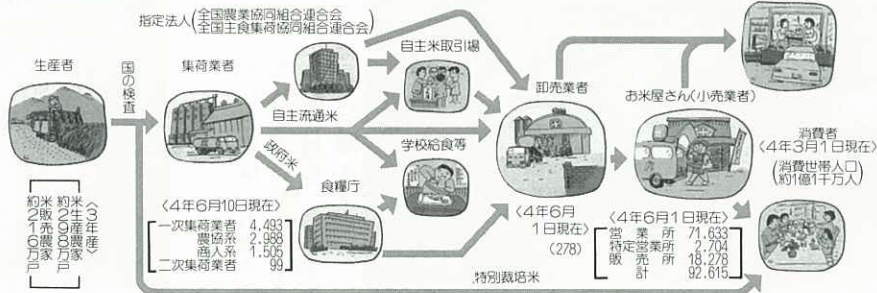 指定法人(全国農業協同組合連合会
全国主食集荷協同組合連合会)
生産者
国の検査
集荷業者
自主米取引場
卸売業者
お米屋さん(小売業者)
自主流通米
政府米
学校給食等
食糧庁
消費者
〈4年3月1日現在〉
(消費世帯人口
約1億1千万人)
〈3年産〉
米生産農家
約298万戸
米販売農家
約216万戸
〈4年6月10日現在〉
一次集荷業者 4.493
農協系 2.988
商人系 1.505
二次集荷業者 99
〈4年6月
1日現在〉
(278)
〈4年6月1日現在〉
営業所 71.633
特定営業所 2.704
販売所 18.278
計 92.615
特別栽培米